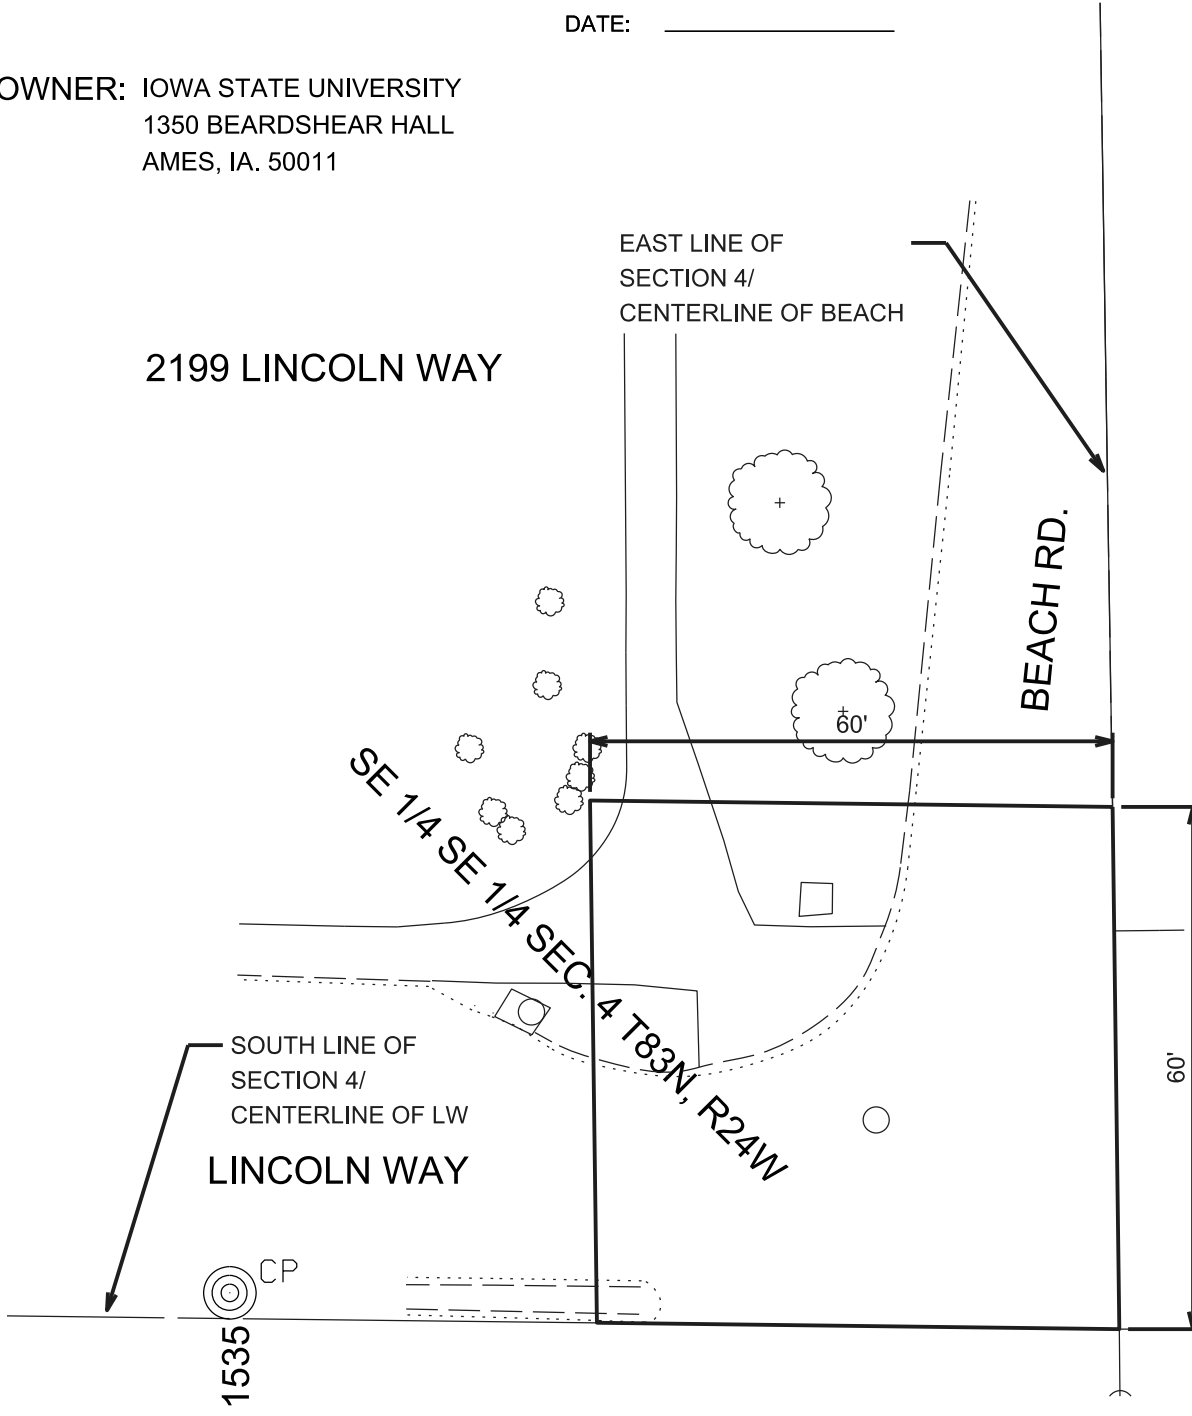 DATE:
OWNER: IOWA STATE UNIVERSITY
1350 BEARDSHEAR HALL
AMES, IA. 50011
EAST LINE OF
SECTION 4/
CENTERLINE OF BEACH
2199 LINCOLN WAY
BEACH RD.
60'
SE 1/4 SE 1/4 SEC. 4 T83N, R24W
60'
SOUTH LINE OF
SECTION 4/
CENTERLINE OF LW
LINCOLN WAY
CP
1535